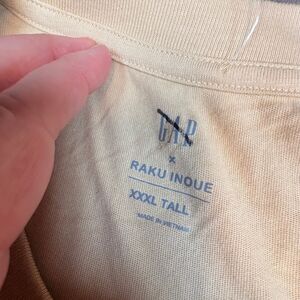 GAP
x
RAKU INOUE
XXXL TALL
MADE IN VIETNAM